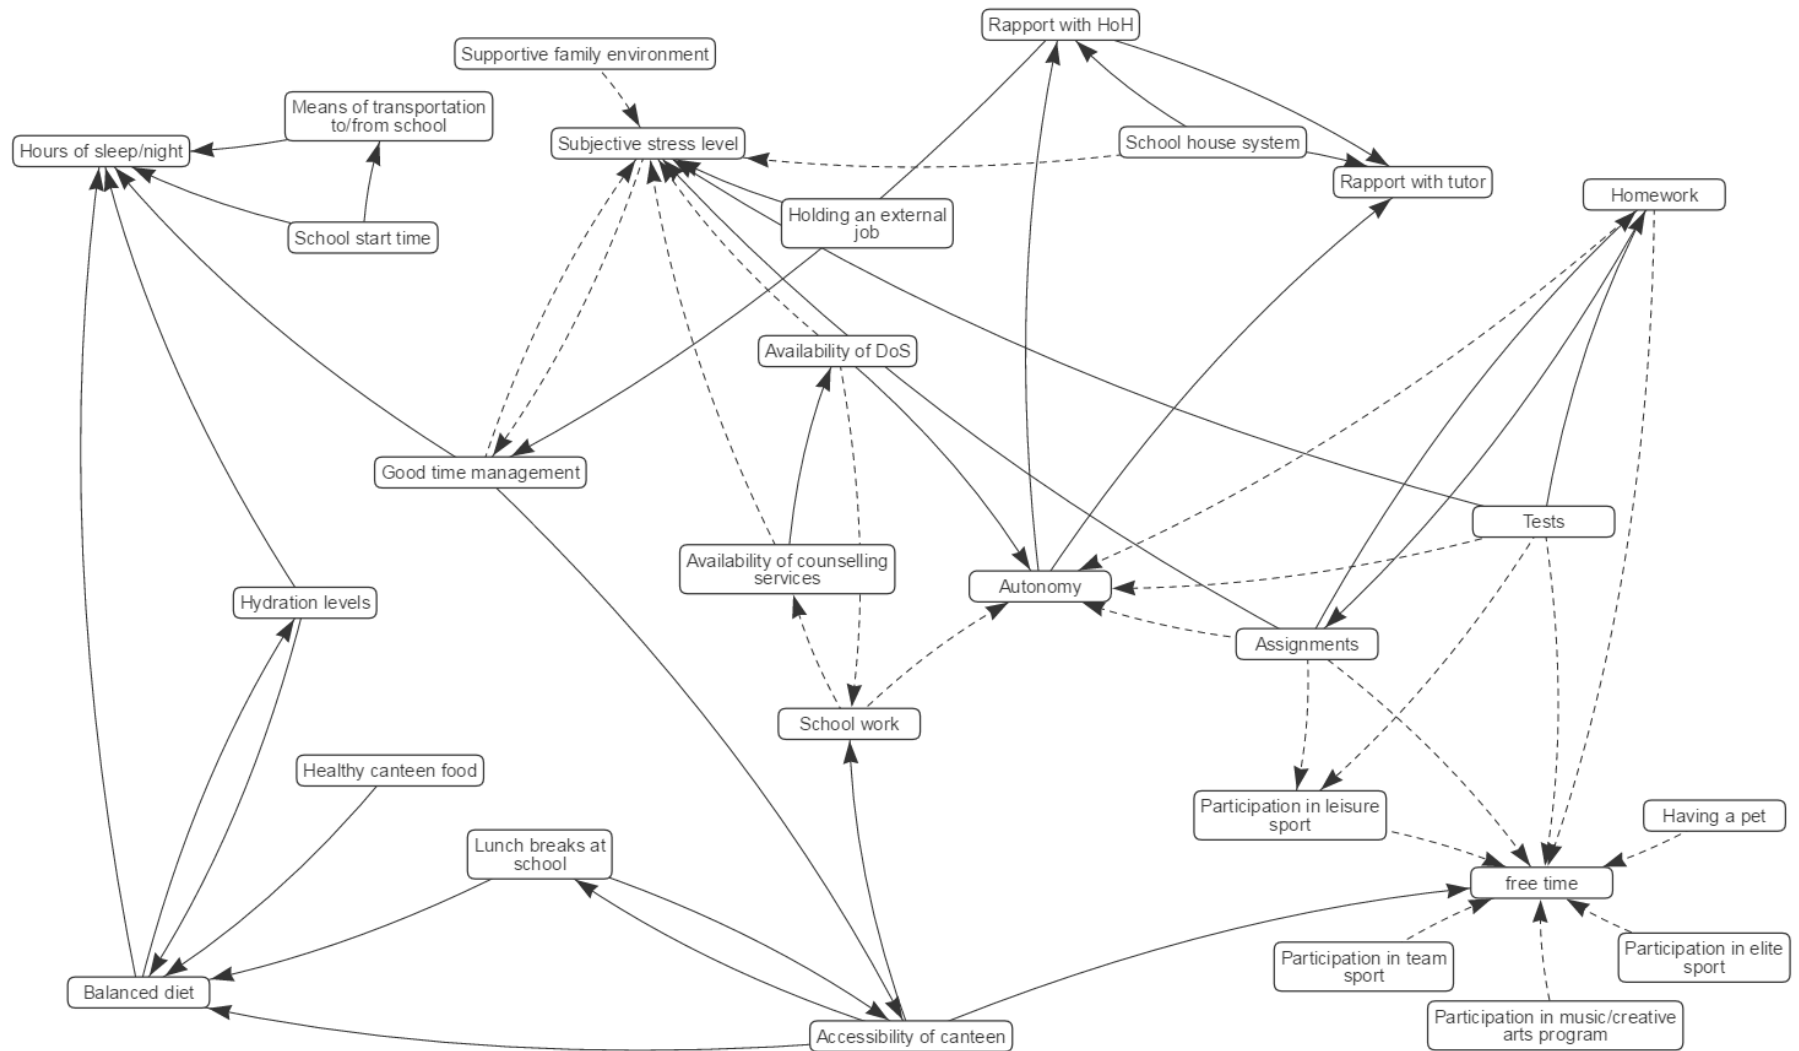 Rapport with HoH
Supportive family environment
Means of transportation
to/from school
Hours of sleep/night
Subjective stress level
School house system
Rapport with tutor
Homework
Holding an external
job
School start time
Availability of DoS
Good time management
Tests
Availability of counselling
services
Autonomy
Hydration levels
Assignments
School work
Healthy canteen food
Participation in leisure
sport
Having a pet
Lunch breaks at
school
free time
Participation in team
sport
Participation in elite
sport
Balanced diet
Participation in music/creative
arts program
Accessibility of canteen